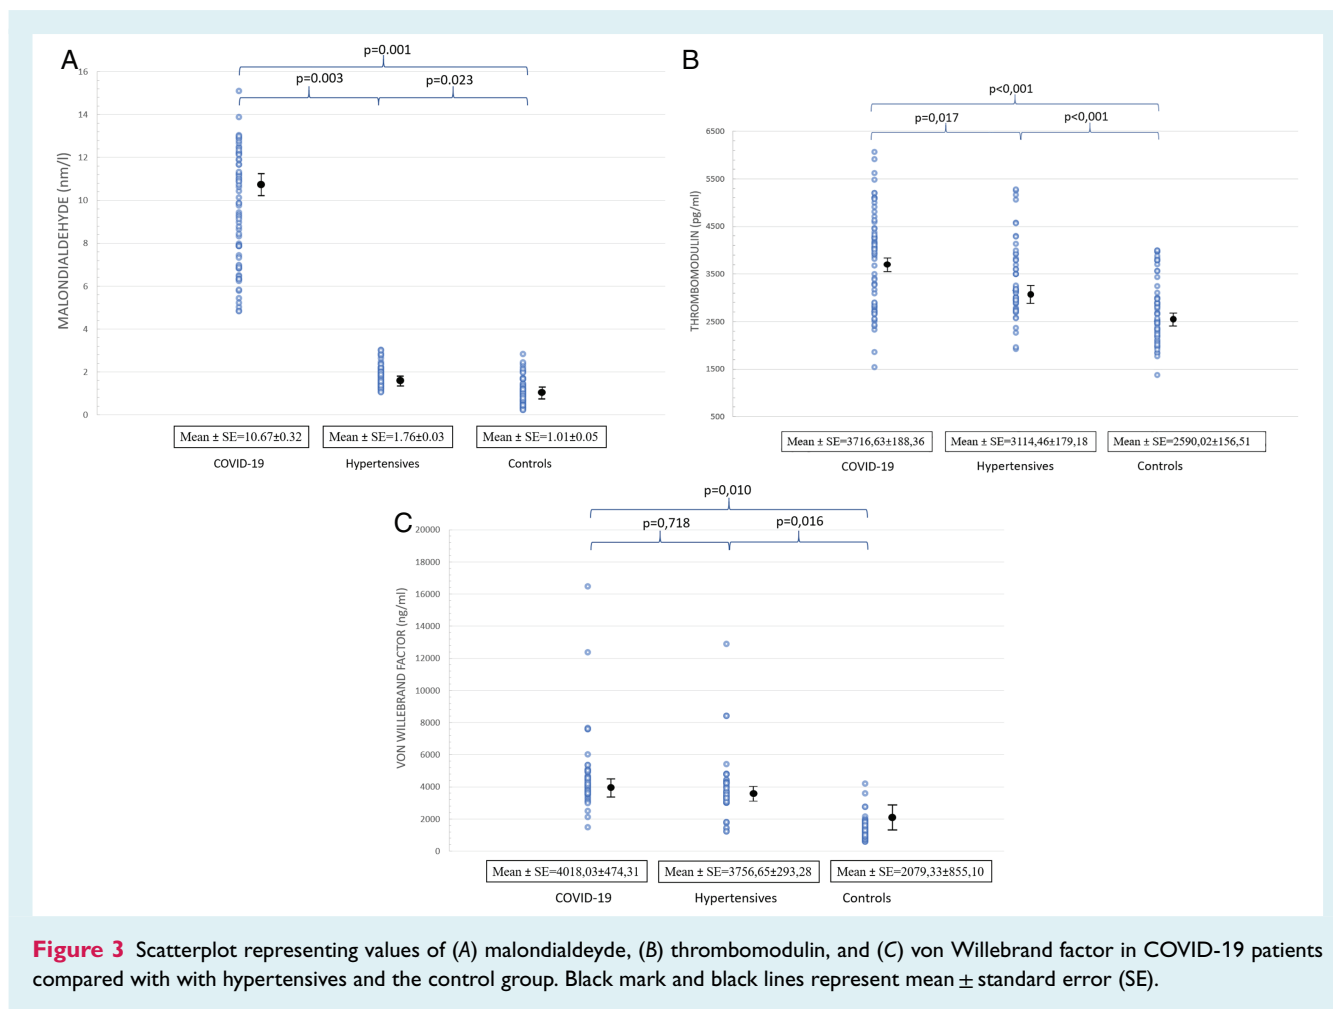 A
p=0.001
p=0.003
p=0.023
16
14
12
10
8
6
4
2
0
MALONDIALDEHYDE (nm/l)
Mean ± SE=10.67±0.32
Mean ± SE=1.76±0.03
Mean ± SE=1.01±0.05
COVID-19
Hypertensives
Controls
B
p<0,001
p=0,017
p<0,001
6500
5500
4500
3500
2500
1500
500
THROMBOMODULIN (pg/ml)
Mean ± SE=3716,63±188,36
Mean ± SE=3114,46±179,18
Mean ± SE=2590,02±156,51
COVID-19
Hypertensives
Controls
C
p=0,010
p=0,718
p=0,016
20000
18000
16000
14000
12000
10000
8000
6000
4000
2000
0
VON WILLEBRAND FACTOR (ng/ml)
Mean ± SE=4018,03±474,31
Mean ± SE=3756,65±293,28
Mean ± SE=2079,33±855,10
COVID-19
Hypertensives
Controls
Figure 3 Scatterplot representing values of (A) malondialdeyde, (B) thrombomodulin, and (C) von Willebrand factor in COVID-19 patients
compared with with hypertensives and the control group. Black mark and black lines represent mean ± standard error (SE).